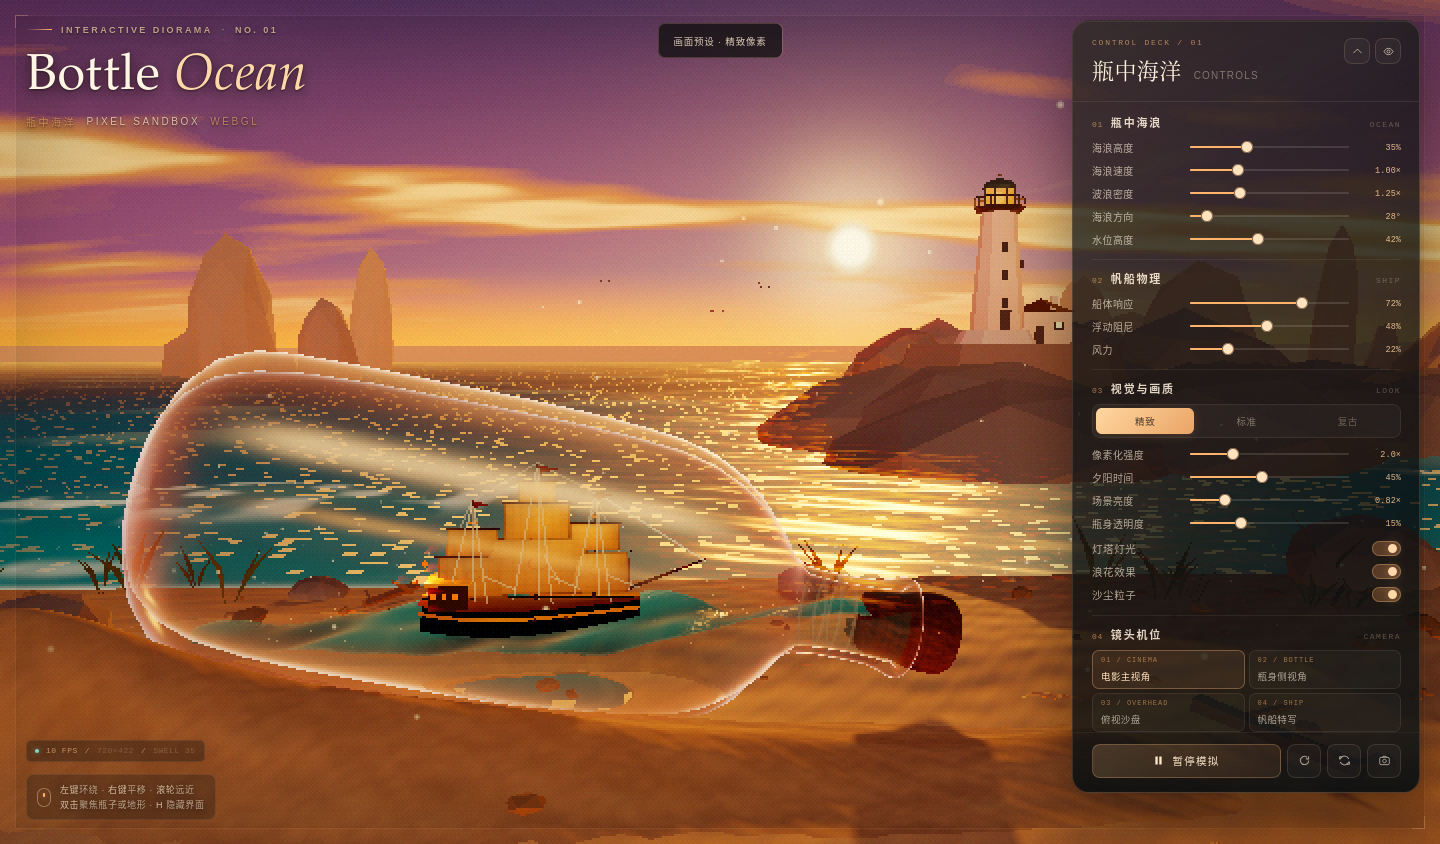 INTERACTIVE DIORAMA · NO. 01
Bottle Ocean
瓶中海洋 PIXEL SANDBOX WEBGL
画面预设 · 精致像素
CONTROL DECK / 01
瓶中海洋 CONTROLS
01 瓶中海浪 OCEAN
海浪高度 35%
海浪速度 1.00×
波浪密度 1.25×
海浪方向 28°
水位高度 42%
02 帆船物理 SHIP
船体响应 72%
浮动阻尼 48%
风力 22%
03 视觉与画质 LOOK
精致 标准 复古
像素化强度 2.0×
夕阳时间 45%
场景亮度 0.82×
瓶身透明度 15%
灯塔灯光
浪花效果
沙尘粒子
04 镜头机位 CAMERA
01 / CINEMA
电影主视角
02 / BOTTLE
瓶身侧视角
03 / OVERHEAD
俯视沙盘
04 / SHIP
帆船特写
暂停模拟
10 FPS / 720×422 / SWELL 35
左键环绕 · 右键平移 · 滚轮远近
双击聚焦瓶子或地形 · H 隐藏界面